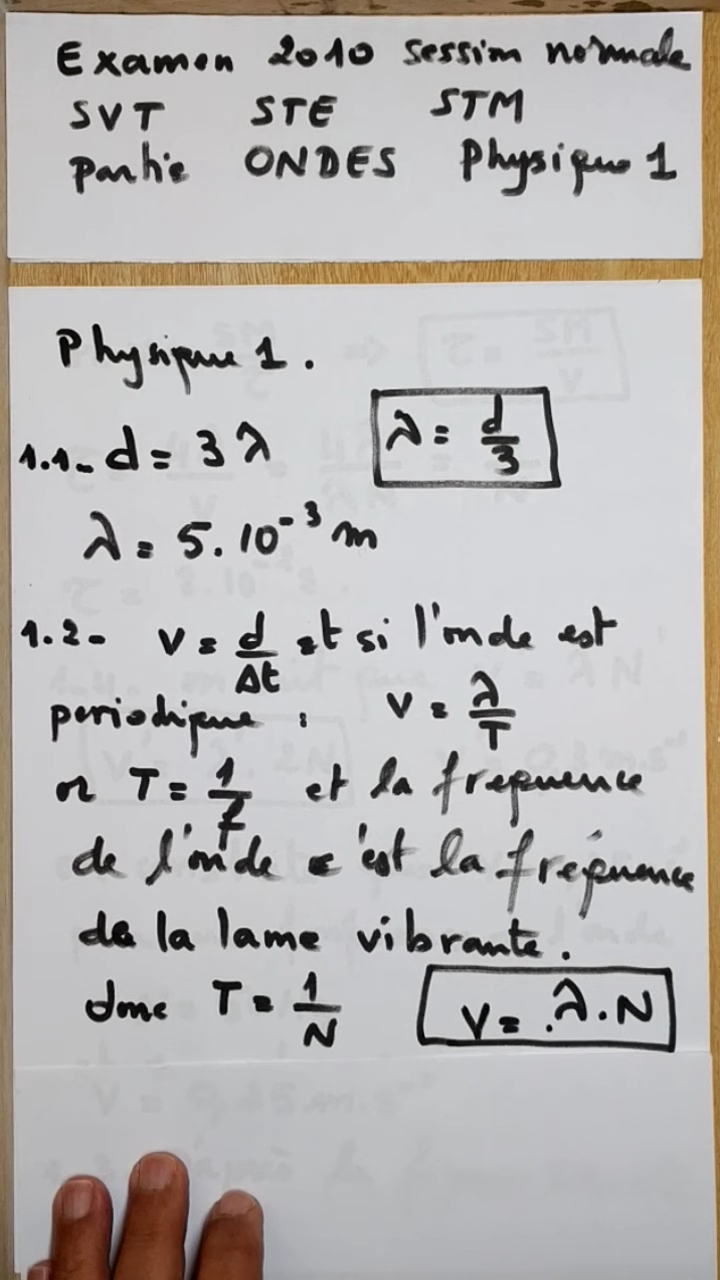 Examen 2010 session normale
SVT STE STM
partie ONDES Physique 1
Physique 1.
1.1- d = 3λ λ = d/3
λ = 5.10⁻³ m
1.2- V = d/Δt et si l'onde est
periodique : V = λ/T
or T = 1/f et la frequence
de l'onde c'est la fréquence
de la lame vibrante.
donc T = 1/N V = λ.N